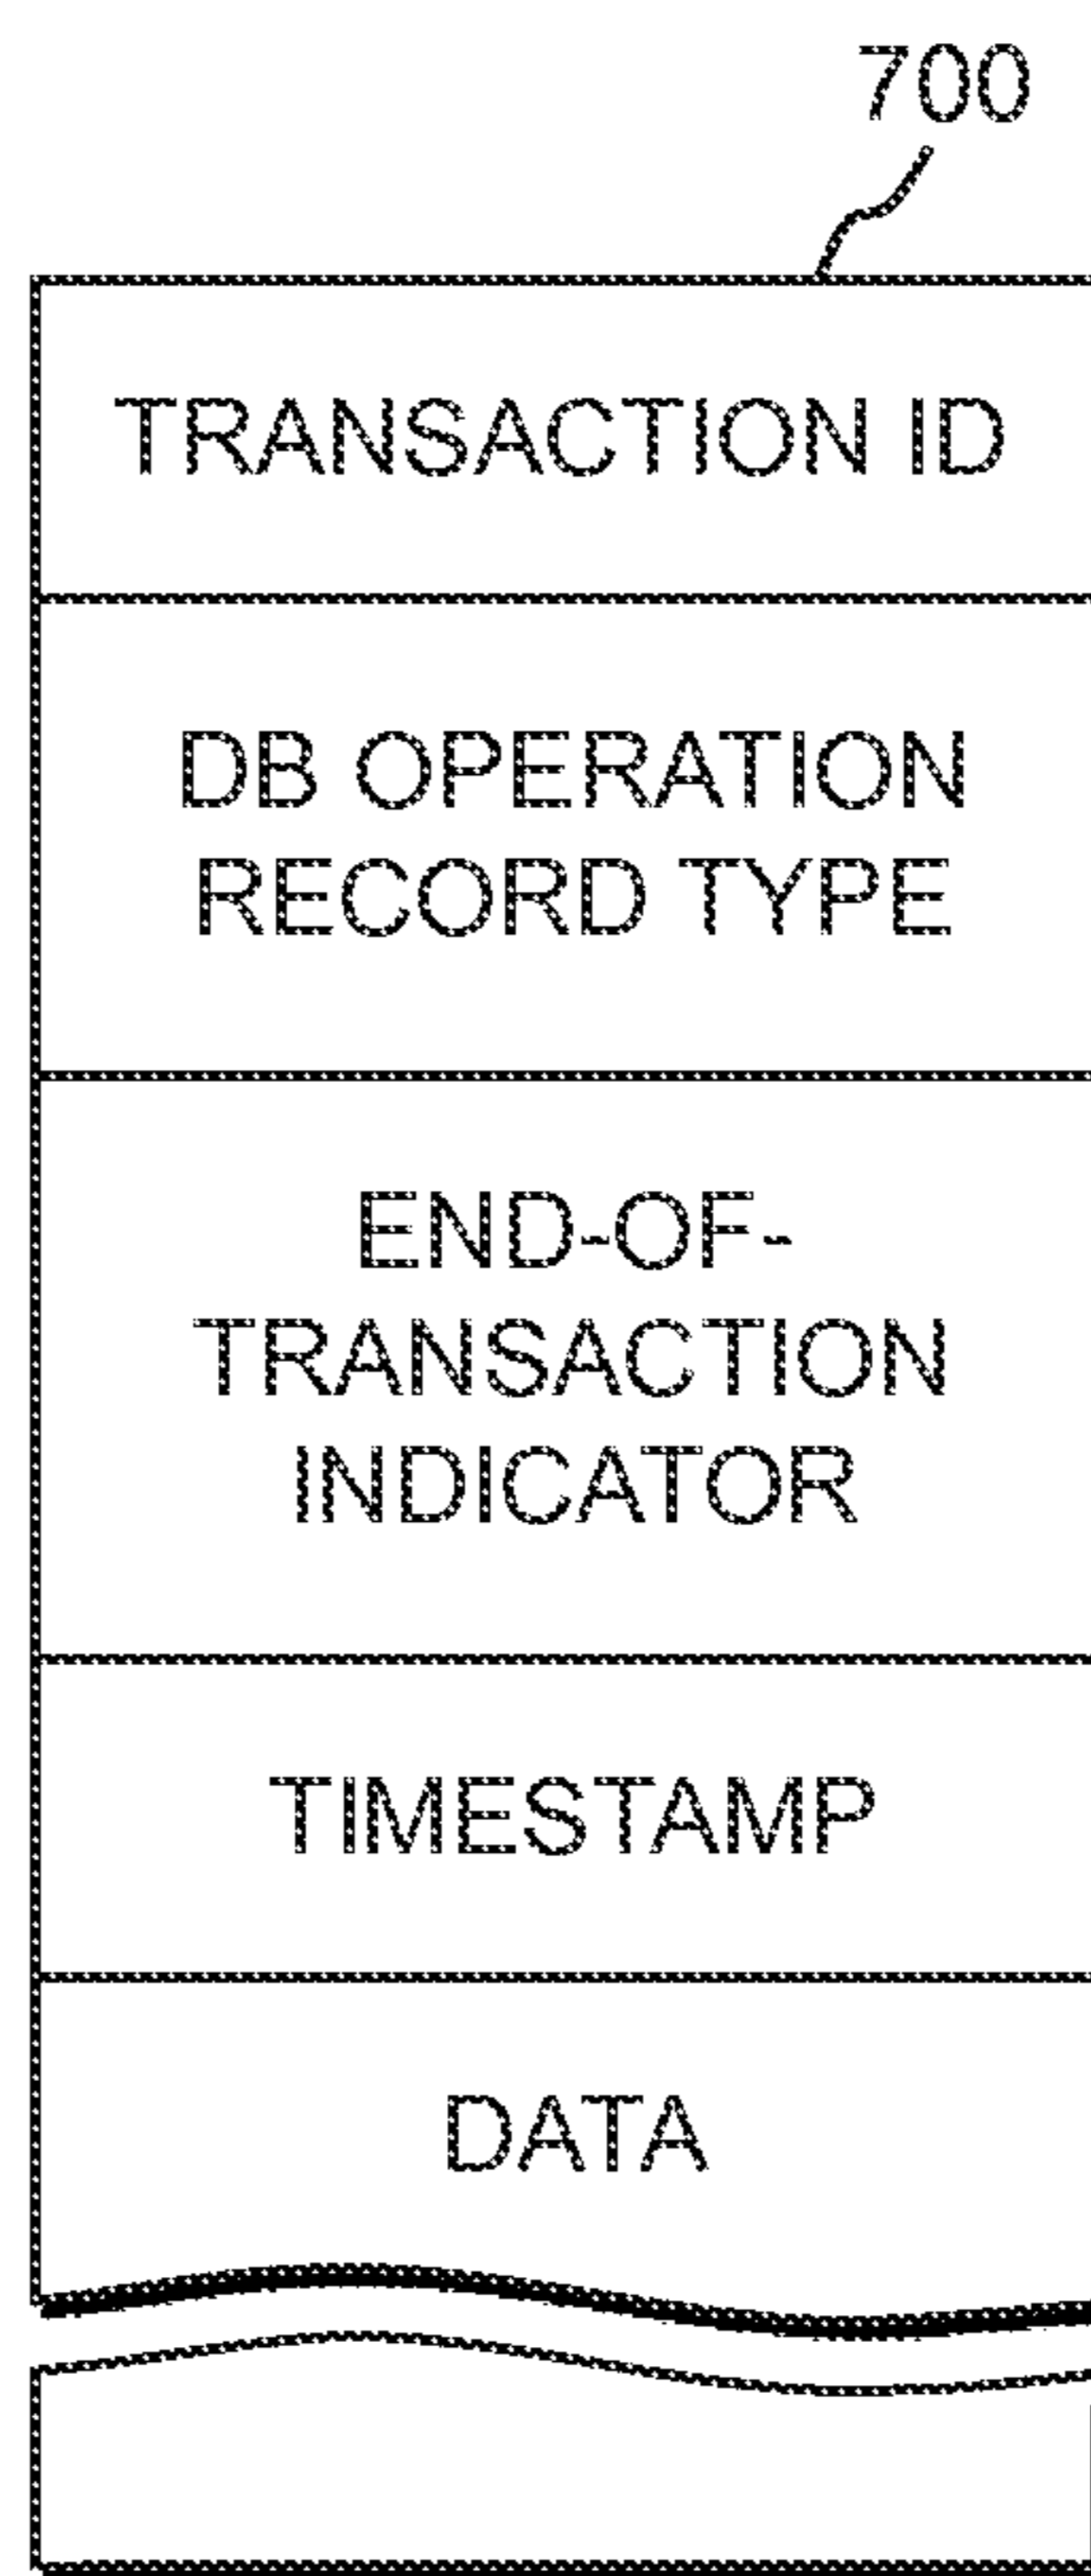 700
TRANSACTION ID
DB OPERATION
RECORD TYPE
END-OF-
TRANSACTION
INDICATOR
TIMESTAMP
DATA